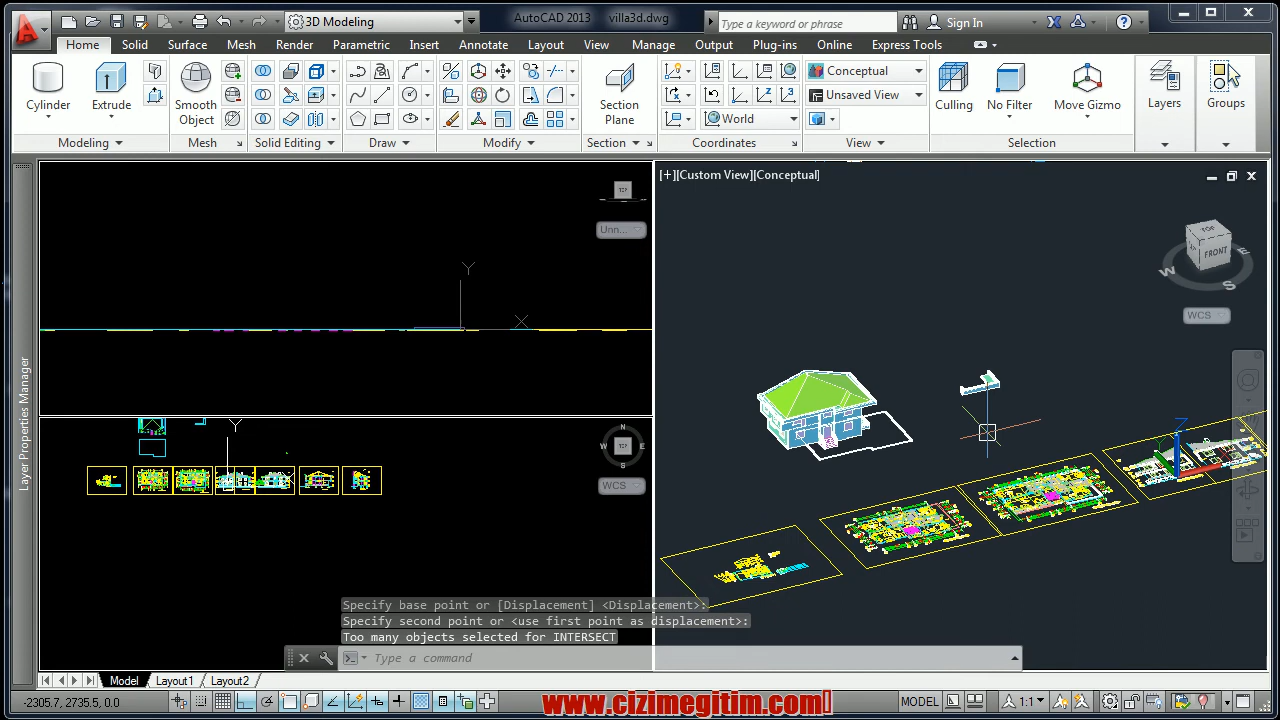 3D Modeling
AutoCAD 2013 villa3d.dwg
Type a keyword or phrase
Sign In
Home Solid Surface Mesh Render Parametric Insert Annotate Layout View Manage Output Plug-ins Online Express Tools
Cylinder
Extrude
Smooth
Object
Section
Plane
Conceptual
Unsaved View
World
Culling
No Filter
Move Gizmo
Layers
Groups
Modeling
Mesh
Solid Editing
Draw
Modify
Section
Coordinates
View
Selection
Layer Properties Manager
TOP
Unn...
Y
X
[+][Custom View][Conceptual]
TOP
FRONT
W
S
E
WCS
Z
Y
N
W
TOP
E
S
WCS
Specify base point or [Displacement] <Displacement>:
Specify second point or <use first point as displacement>:
Too many objects selected for INTERSECT
Type a command
Model Layout1 Layout2
-2305.7, 2735.5, 0.0
www.cizimegitim.com
MODEL
1:1